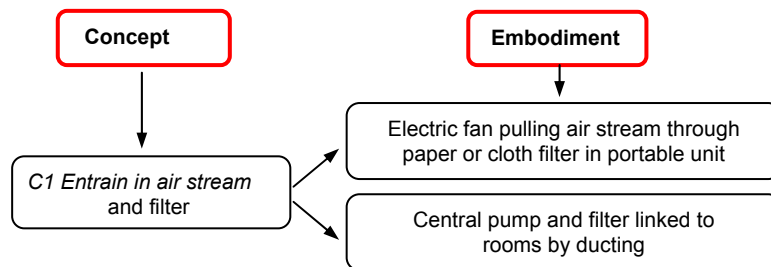 Concept
Embodiment
Electric fan pulling air stream through
paper or cloth filter in portable unit
C1 Entrain in air stream
and filter
Central pump and filter linked to
rooms by ducting